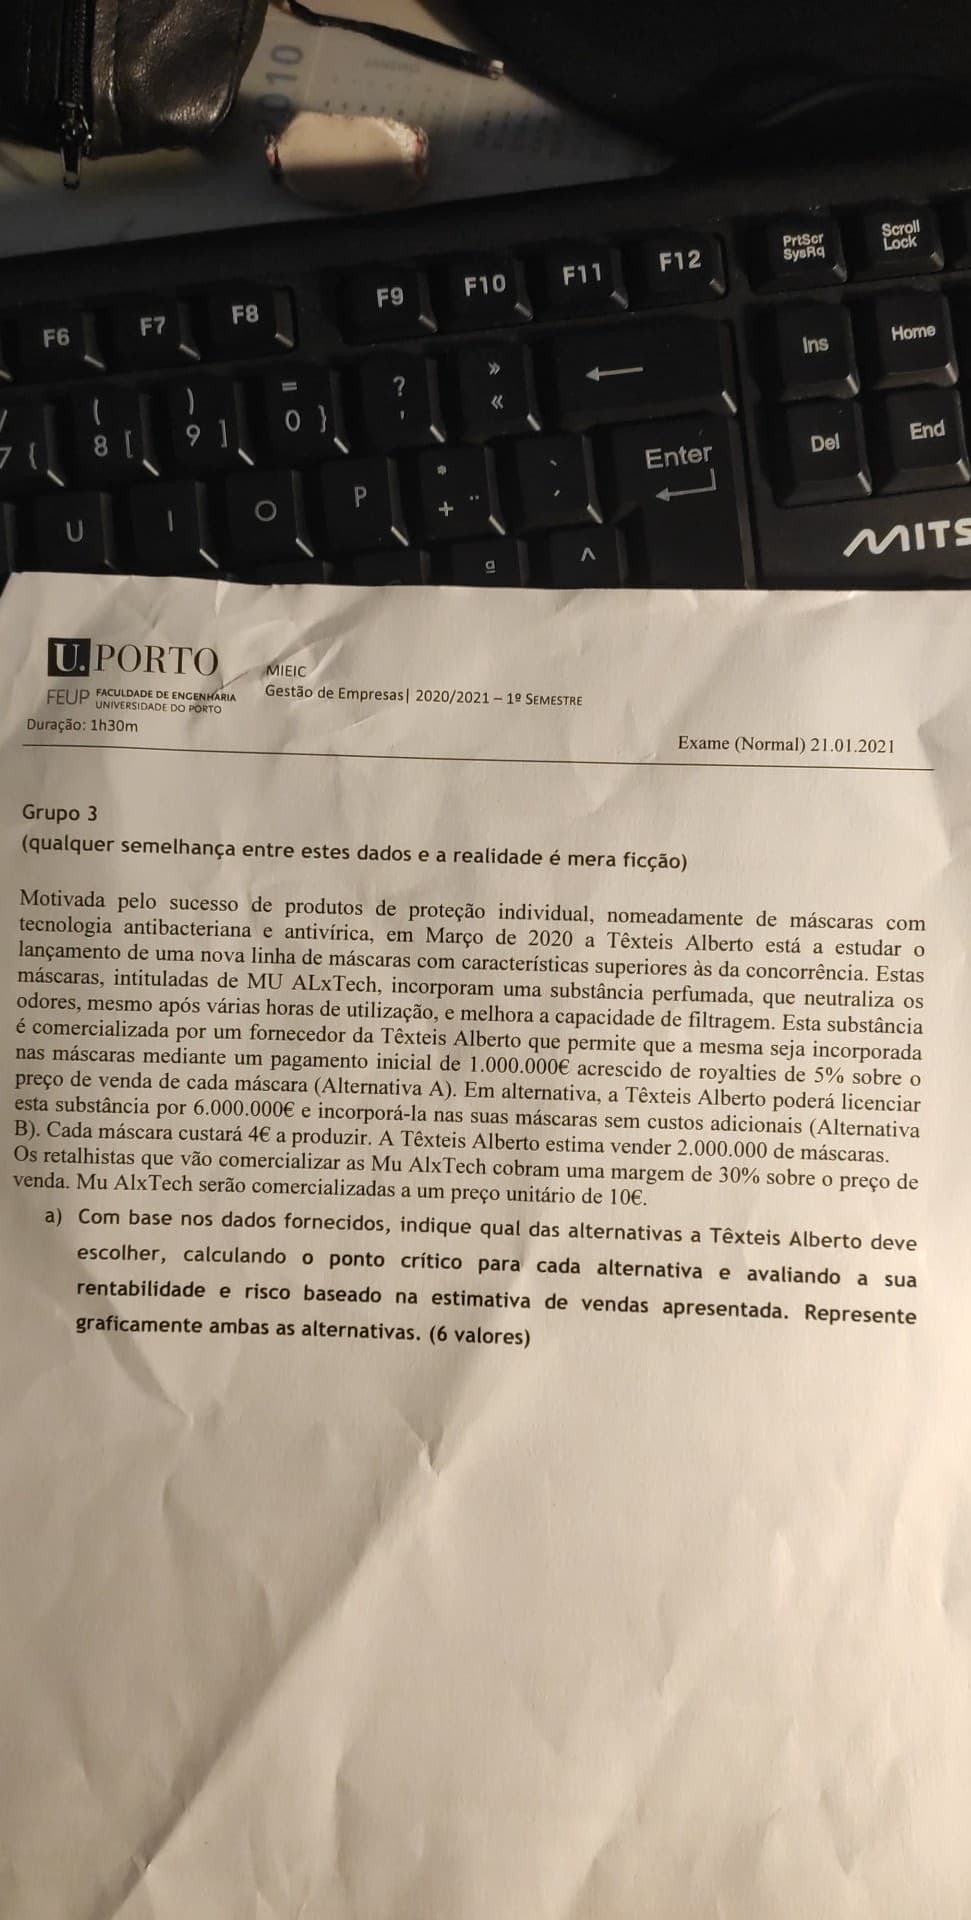 010
JANEIRO
PrtScr
SysRq
Scroll
Lock
F6
F7
F8
F9
F10
F11
F12
Ins
Home
/
7 {
(
8 [
)
9 ]
=
0 }
?
'
»
«
Del
End
U
I
O
P
*
+ ¨
`
´
Enter
ª
^
MITS
U.PORTO
FEUP FACULDADE DE ENGENHARIA
UNIVERSIDADE DO PORTO
MIEIC
Gestão de Empresas| 2020/2021 – 1º SEMESTRE
Duração: 1h30m
Exame (Normal) 21.01.2021
Grupo 3
(qualquer semelhança entre estes dados e a realidade é mera ficção)
Motivada pelo sucesso de produtos de proteção individual, nomeadamente de máscaras com
tecnologia antibacteriana e antivírica, em Março de 2020 a Têxteis Alberto está a estudar o
lançamento de uma nova linha de máscaras com características superiores às da concorrência. Estas
máscaras, intituladas de MU ALxTech, incorporam uma substância perfumada, que neutraliza os
odores, mesmo após várias horas de utilização, e melhora a capacidade de filtragem. Esta substância
é comercializada por um fornecedor da Têxteis Alberto que permite que a mesma seja incorporada
nas máscaras mediante um pagamento inicial de 1.000.000€ acrescido de royalties de 5% sobre o
preço de venda de cada máscara (Alternativa A). Em alternativa, a Têxteis Alberto poderá licenciar
esta substância por 6.000.000€ e incorporá-la nas suas máscaras sem custos adicionais (Alternativa
B). Cada máscara custará 4€ a produzir. A Têxteis Alberto estima vender 2.000.000 de máscaras.
Os retalhistas que vão comercializar as Mu AlxTech cobram uma margem de 30% sobre o preço de
venda. Mu AlxTech serão comercializadas a um preço unitário de 10€.
a) Com base nos dados fornecidos, indique qual das alternativas a Têxteis Alberto deve
escolher, calculando o ponto crítico para cada alternativa e avaliando a sua
rentabilidade e risco baseado na estimativa de vendas apresentada. Represente
graficamente ambas as alternativas. (6 valores)